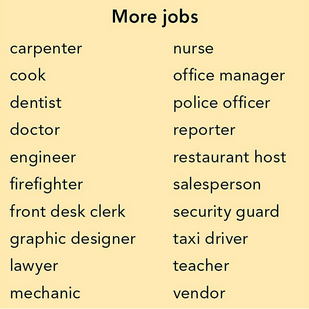 More jobs
carpenter
cook
dentist
doctor
engineer
firefighter
front desk clerk
graphic designer
lawyer
mechanic
nurse
office manager
police officer
reporter
restaurant host
salesperson
security guard
taxi driver
teacher
vendor